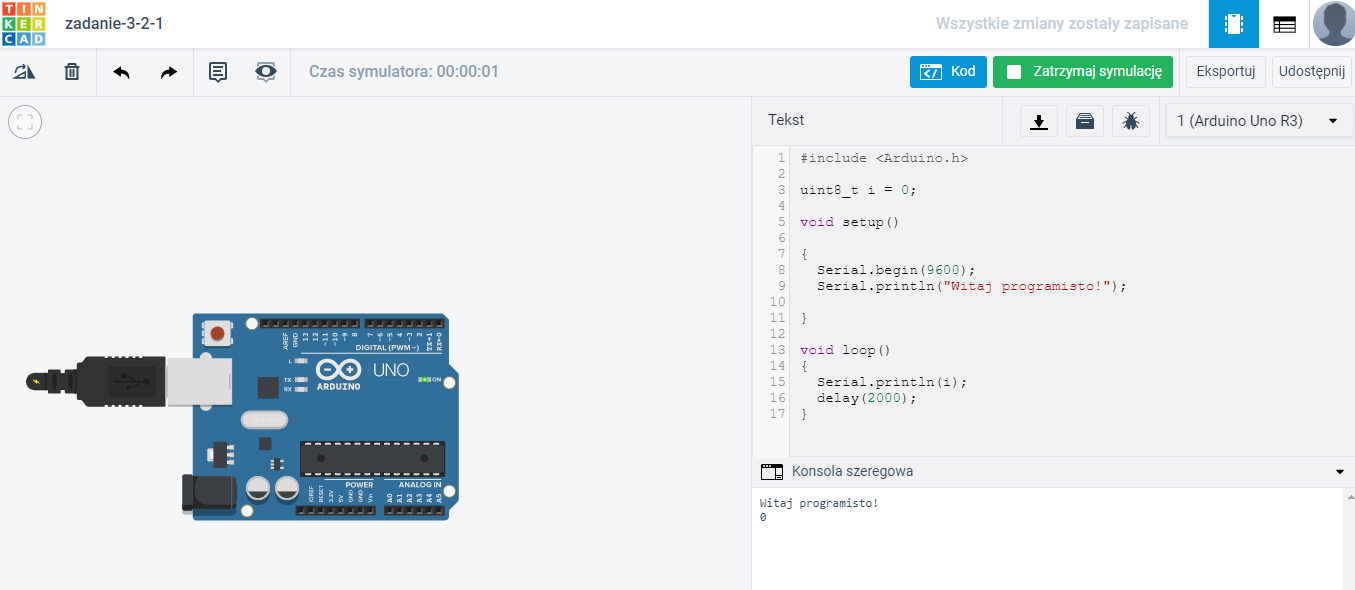 TIN
KER
CAD
zadanie-3-2-1
Wszystkie zmiany zostały zapisane
Czas symulatora: 00:00:01
Kod
Zatrzymaj symulację
Eksportuj
Udostępnij
Tekst
1 (Arduino Uno R3)
1 #include <Arduino.h>
2
3 uint8_t i = 0;
4
5 void setup()
6
7 {
8 Serial.begin(9600);
9 Serial.println("Witaj programisto!");
10
11 }
12
13 void loop()
14 {
15 Serial.println(i);
16 delay(2000);
17 }
Konsola szeregowa
Witaj programisto!
0
AREF
GND
13
12
~11
~10
~9
8
7
~6
~5
4
~3
2
TX→1
RX←0
DIGITAL (PWM~)
L
TX
RX
UNO
ARDUINO
ON
POWER
ANALOG IN
IOREF
RESET
3.3V
5V
GND
GND
Vin
A0
A1
A2
A3
A4
A5